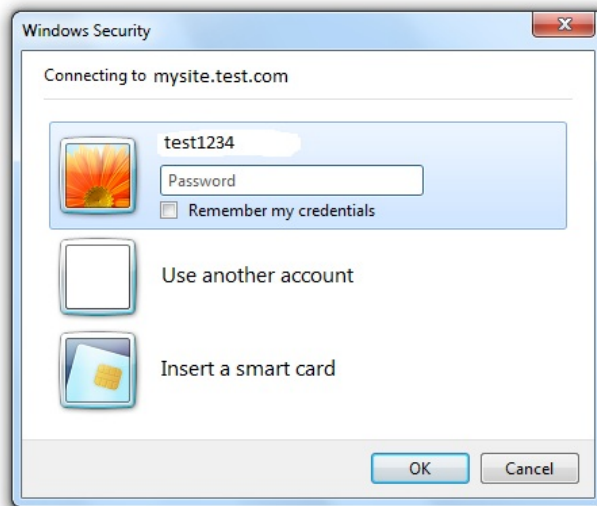 Windows Security
Connecting to mysite.test.com
test1234
Password
Remember my credentials
Use another account
Insert a smart card
OK Cancel